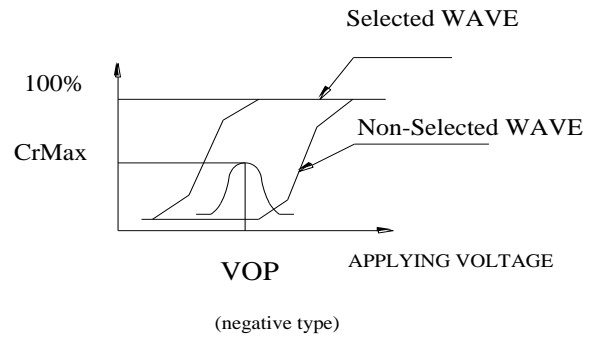 Selected WAVE
100%
Non-Selected WAVE
CrMax
VOP
APPLYING VOLTAGE
(negative type)